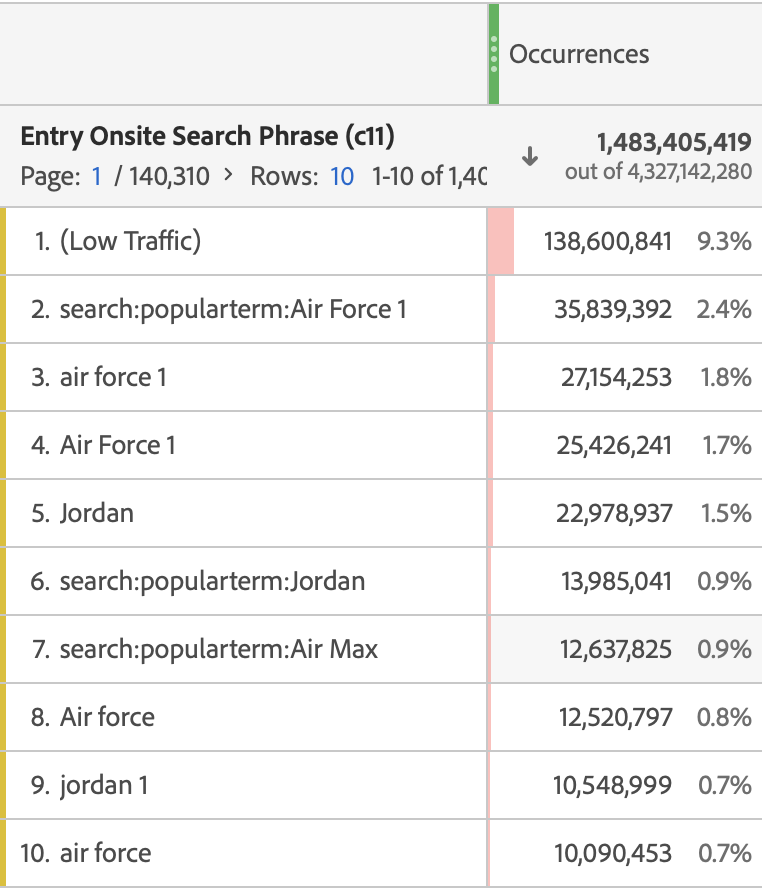 Occurrences
Entry Onsite Search Phrase (c11)
Page: 1 / 140,310 > Rows: 10 1-10 of 1,40
1,483,405,419
out of 4,327,142,280
1. (Low Traffic) 138,600,841 9.3%
2. search:popularterm:Air Force 1 35,839,392 2.4%
3. air force 1 27,154,253 1.8%
4. Air Force 1 25,426,241 1.7%
5. Jordan 22,978,937 1.5%
6. search:popularterm:Jordan 13,985,041 0.9%
7. search:popularterm:Air Max 12,637,825 0.9%
8. Air force 12,520,797 0.8%
9. jordan 1 10,548,999 0.7%
10. air force 10,090,453 0.7%